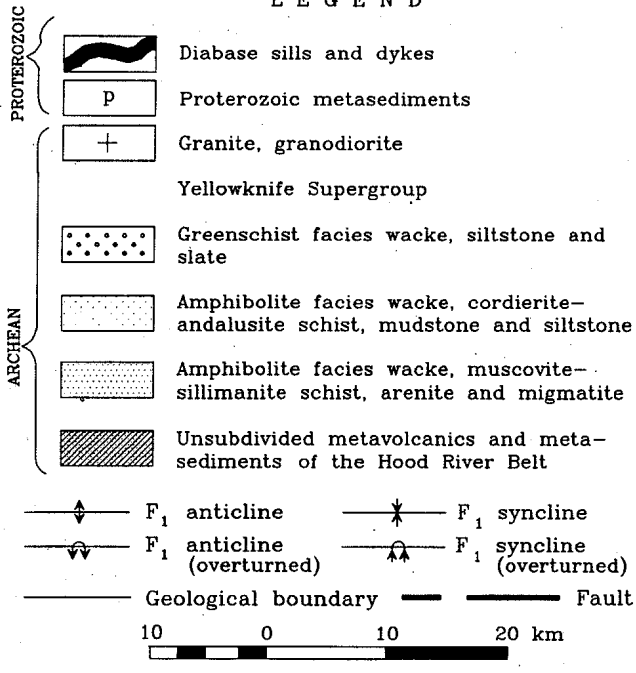 L E G E N D
PROTEROZOIC
Diabase sills and dykes
p
Proterozoic metasediments
ARCHEAN
+
Granite, granodiorite
Yellowknife Supergroup
Greenschist facies wacke, siltstone and
slate
Amphibolite facies wacke, cordierite–
andalusite schist, mudstone and siltstone
Amphibolite facies wacke, muscovite–
sillimanite schist, arenite and migmatite
Unsubdivided metavolcanics and meta–
sediments of the Hood River Belt
F₁ anticline
F₁ syncline
F₁ anticline
(overturned)
F₁ syncline
(overturned)
Geological boundary
Fault
10 0 10 20 km